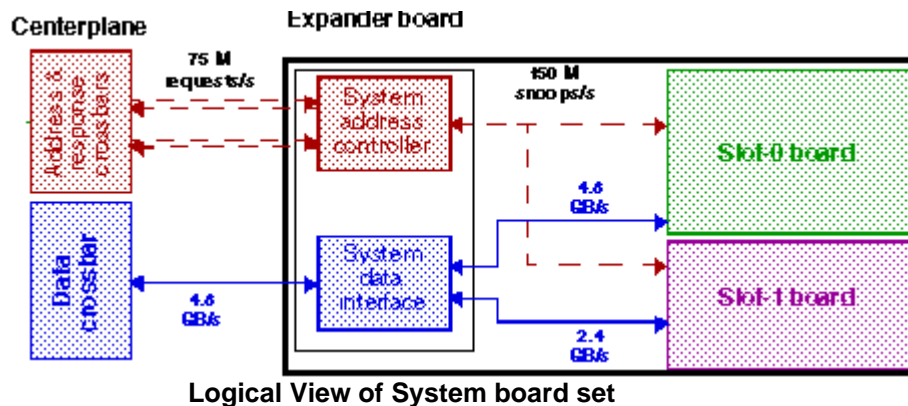 Centerplane
Expander board
75 M
requests/s
150 M
snoops/s
Address &
response
crossbars
System
address
controller
Slot-0 board
4.8
GB/s
Data
crossbar
4.8
GB/s
System
data
interface
Slot-1 board
2.4
GB/s
Logical View of System board set